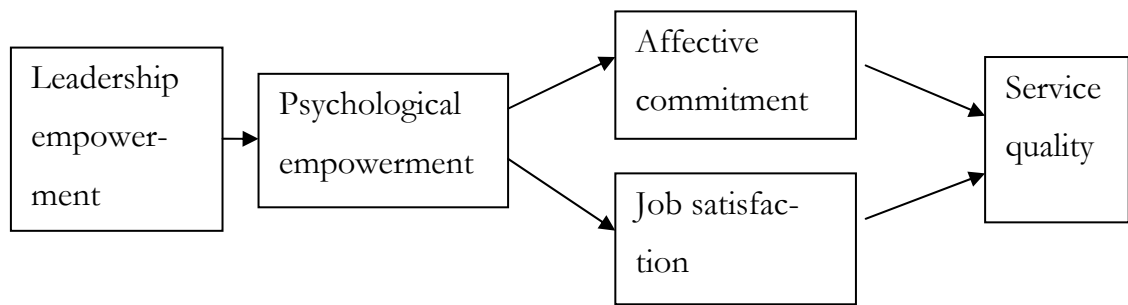 Leadership
empower-
ment
Psychological
empowerment
Affective
commitment
Job satisfac-
tion
Service
quality